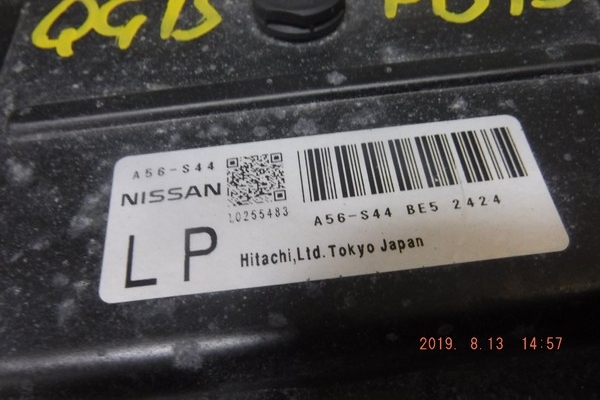 QG15
A56-S44
NISSAN
10255483
A56-S44 BE5 2424
LP
Hitachi,Ltd.Tokyo Japan
2019. 8.13 14:57